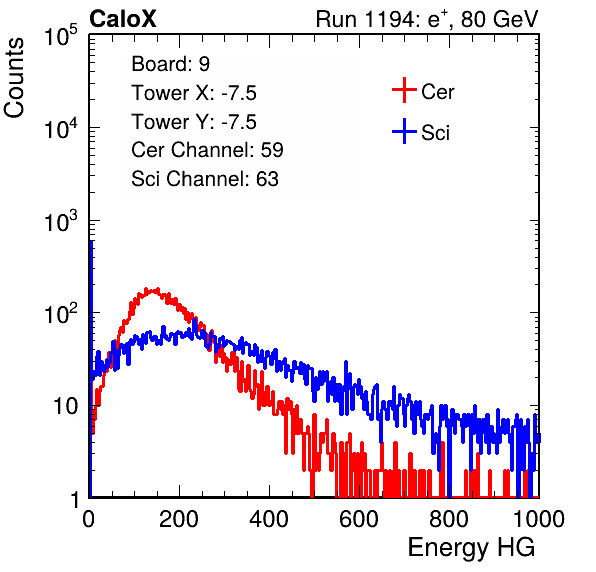 CaloX Run 1194: e⁺, 80 GeV
Counts
Board: 9
Tower X: -7.5
Tower Y: -7.5
Cer Channel: 59
Sci Channel: 63
Cer
Sci
10⁵
10⁴
10³
10²
10
1
0 200 400 600 800 1000
Energy HG